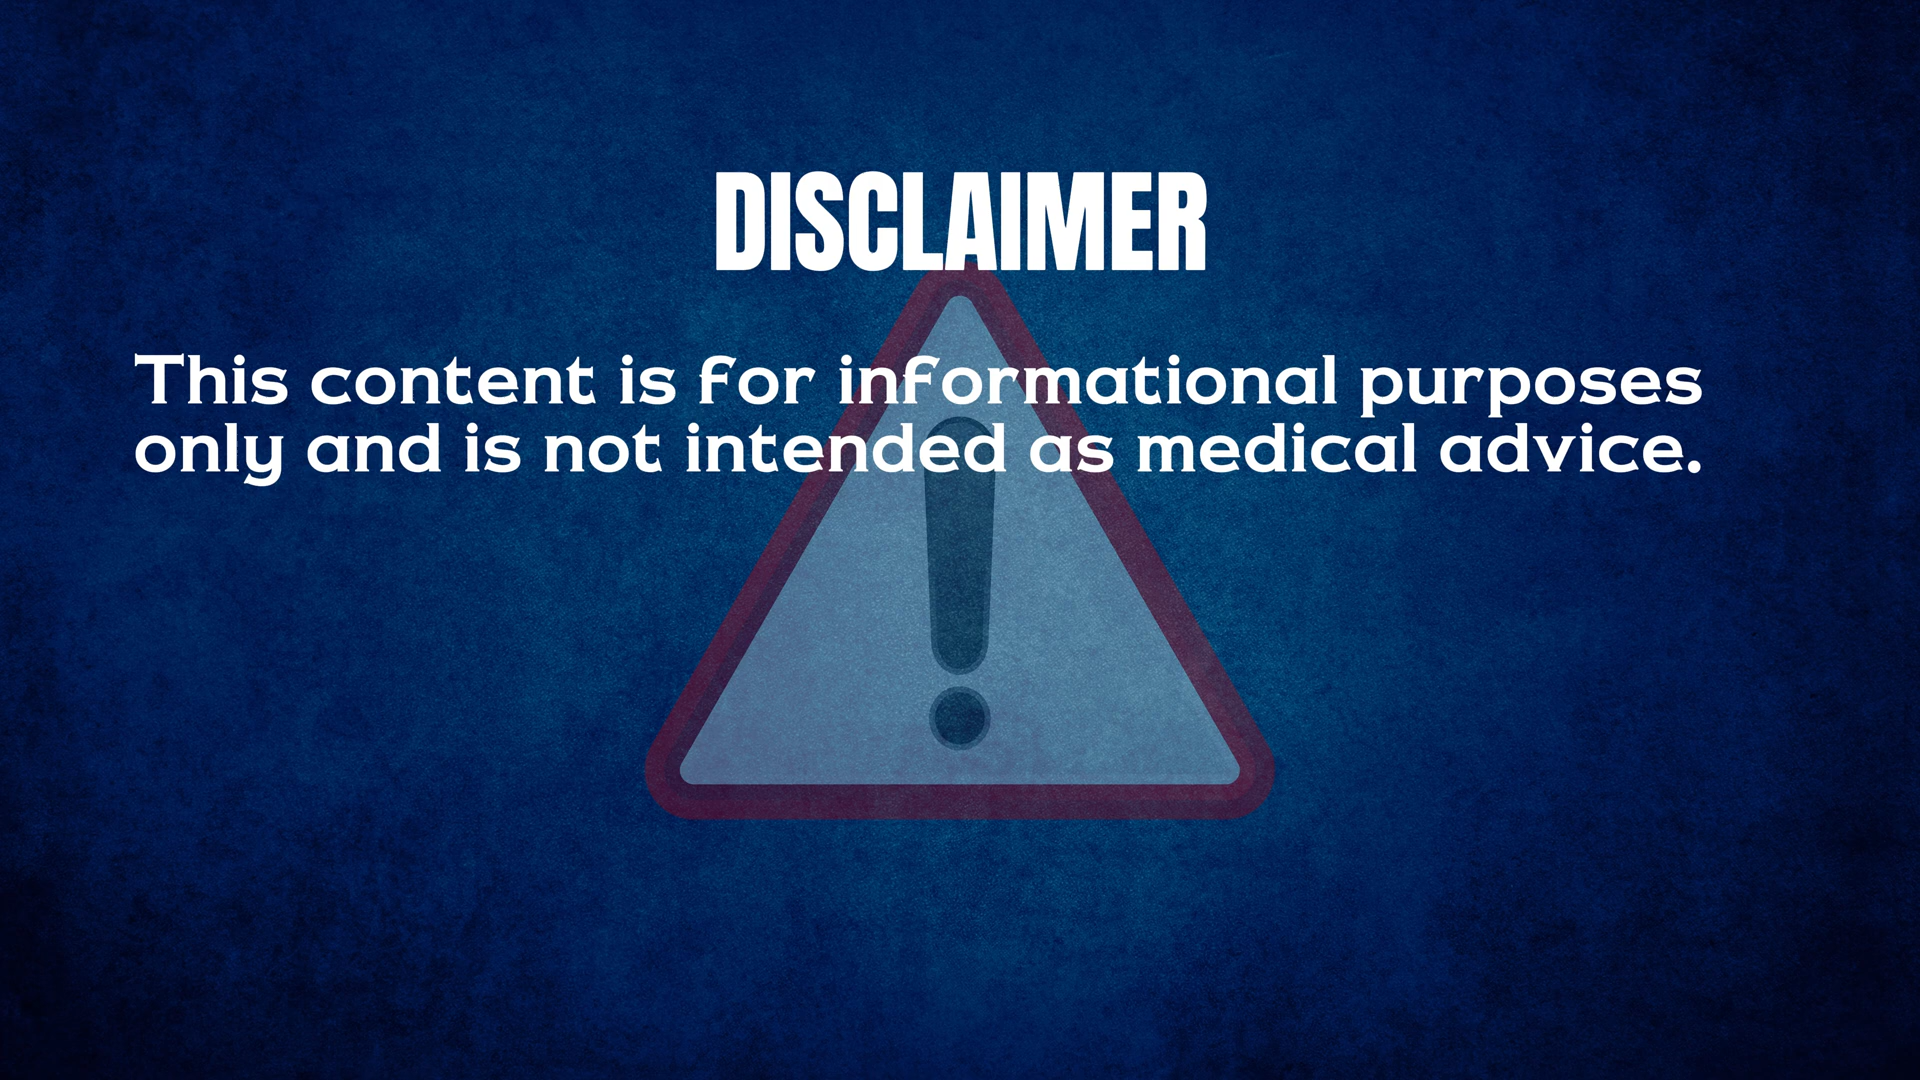 DISCLAIMER
This content is for informational purposes
only and is not intended as medical advice.